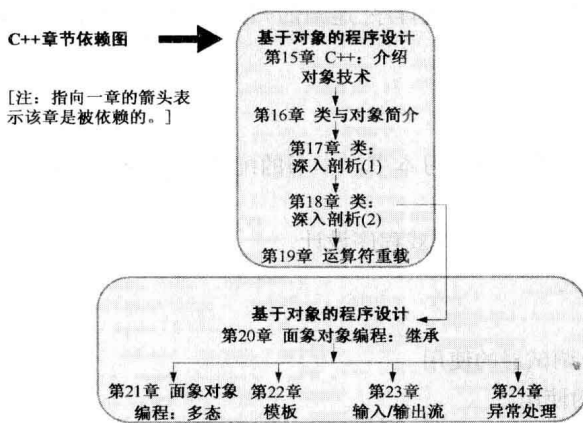 C++章节依赖图
[注：指向一章的箭头表
示该章是被依赖的。]
基于对象的程序设计
第15章 C++：介绍
对象技术
第16章 类与对象简介
第17章 类：
深入剖析(1)
第18章 类：
深入剖析(2)
第19章 运算符重载
基于对象的程序设计
第20章 面象对象编程：继承
第21章 面象对象
编程：多态
第22章
模板
第23章
输入/输出流
第24章
异常处理